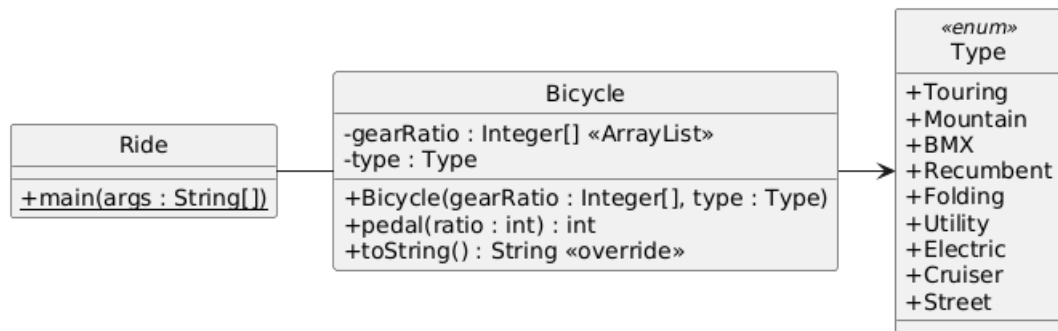 Ride
+main(args : String[])
Bicycle
-gearRatio : Integer[] «ArrayList»
-type : Type
+Bicycle(gearRatio : Integer[], type : Type)
+pedal(ratio : int) : int
+toString() : String «override»
«enum»
Type
+Touring
+Mountain
+BMX
+Recumbent
+Folding
+Utility
+Electric
+Cruiser
+Street